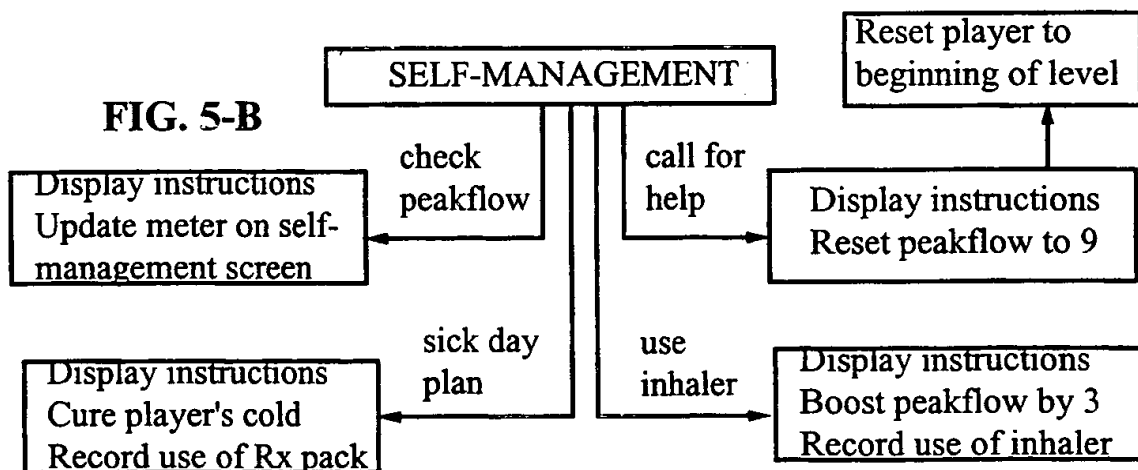 Reset player to
beginning of level
SELF-MANAGEMENT
FIG. 5-B
check
peakflow
call for
help
Display instructions
Update meter on self-
management screen
Display instructions
Reset peakflow to 9
sick day
plan
use
inhaler
Display instructions
Cure player's cold
Record use of Rx pack
Display instructions
Boost peakflow by 3
Record use of inhaler